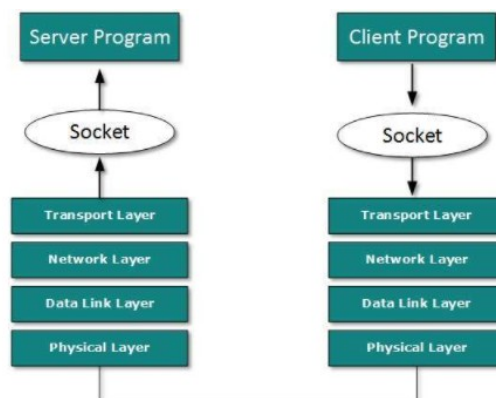 Server Program
Socket
Transport Layer
Network Layer
Data Link Layer
Physical Layer
Client Program
Socket
Transport Layer
Network Layer
Data Link Layer
Physical Layer